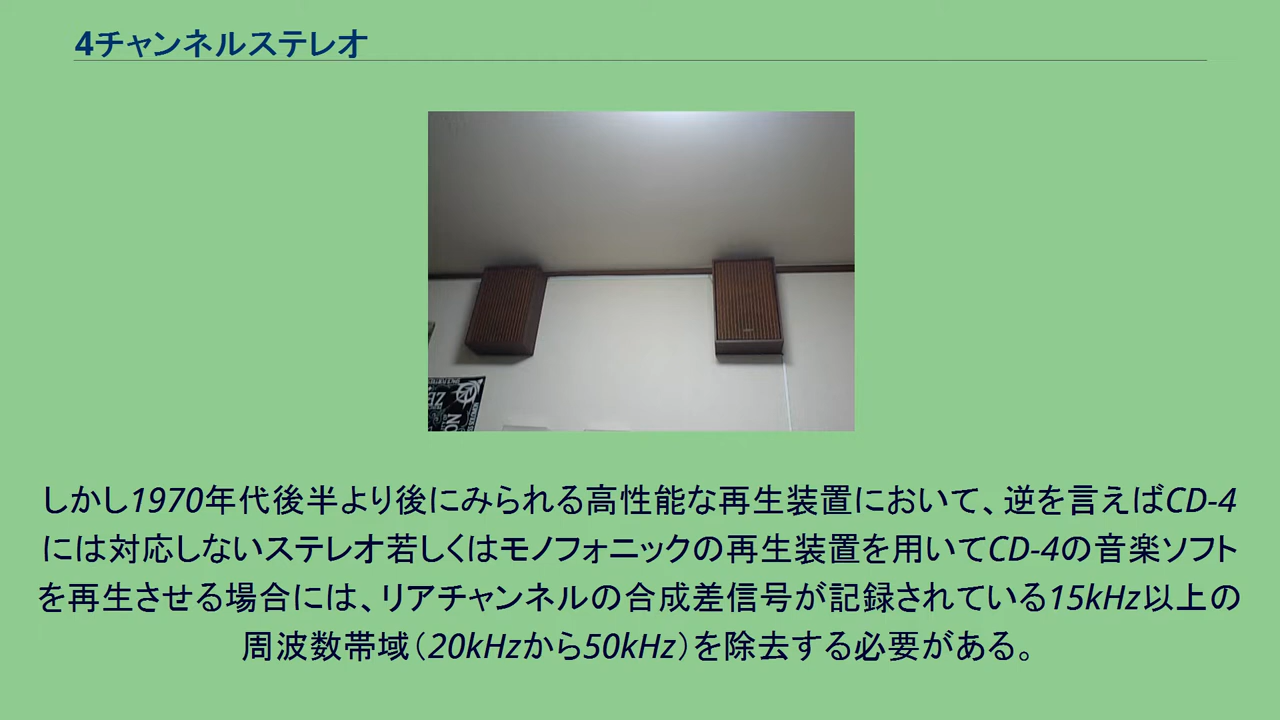 4チャンネルステレオ
しかし1970年代後半より後にみられる高性能な再生装置において、逆を言えばCD-4
には対応しないステレオ若しくはモノフォニックの再生装置を用いてCD-4の音楽ソフト
を再生させる場合には、リアチャンネルの合成差信号が記録されている15kHz以上の
周波数帯域（20kHzから50kHz）を除去する必要がある。